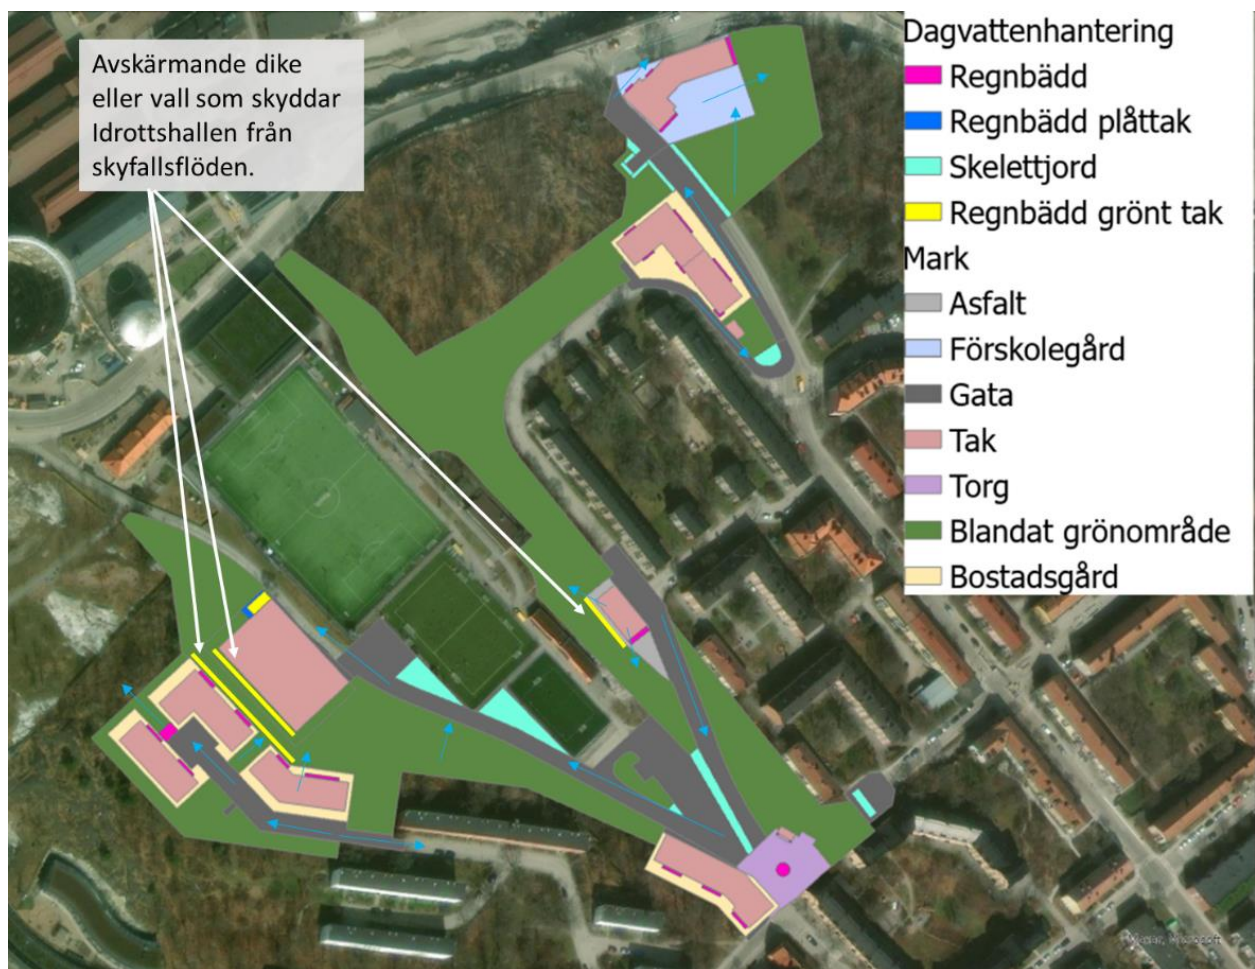 Avskärmande dike
eller vall som skyddar
Idrottshallen från
skyfallsflöden.
Dagvattenhantering
Regnbädd
Regnbädd plåttak
Skelettjord
Regnbädd grönt tak
Mark
Asfalt
Förskolegård
Gata
Tak
Torg
Blandat grönområde
Bostadsgård
Microsoft